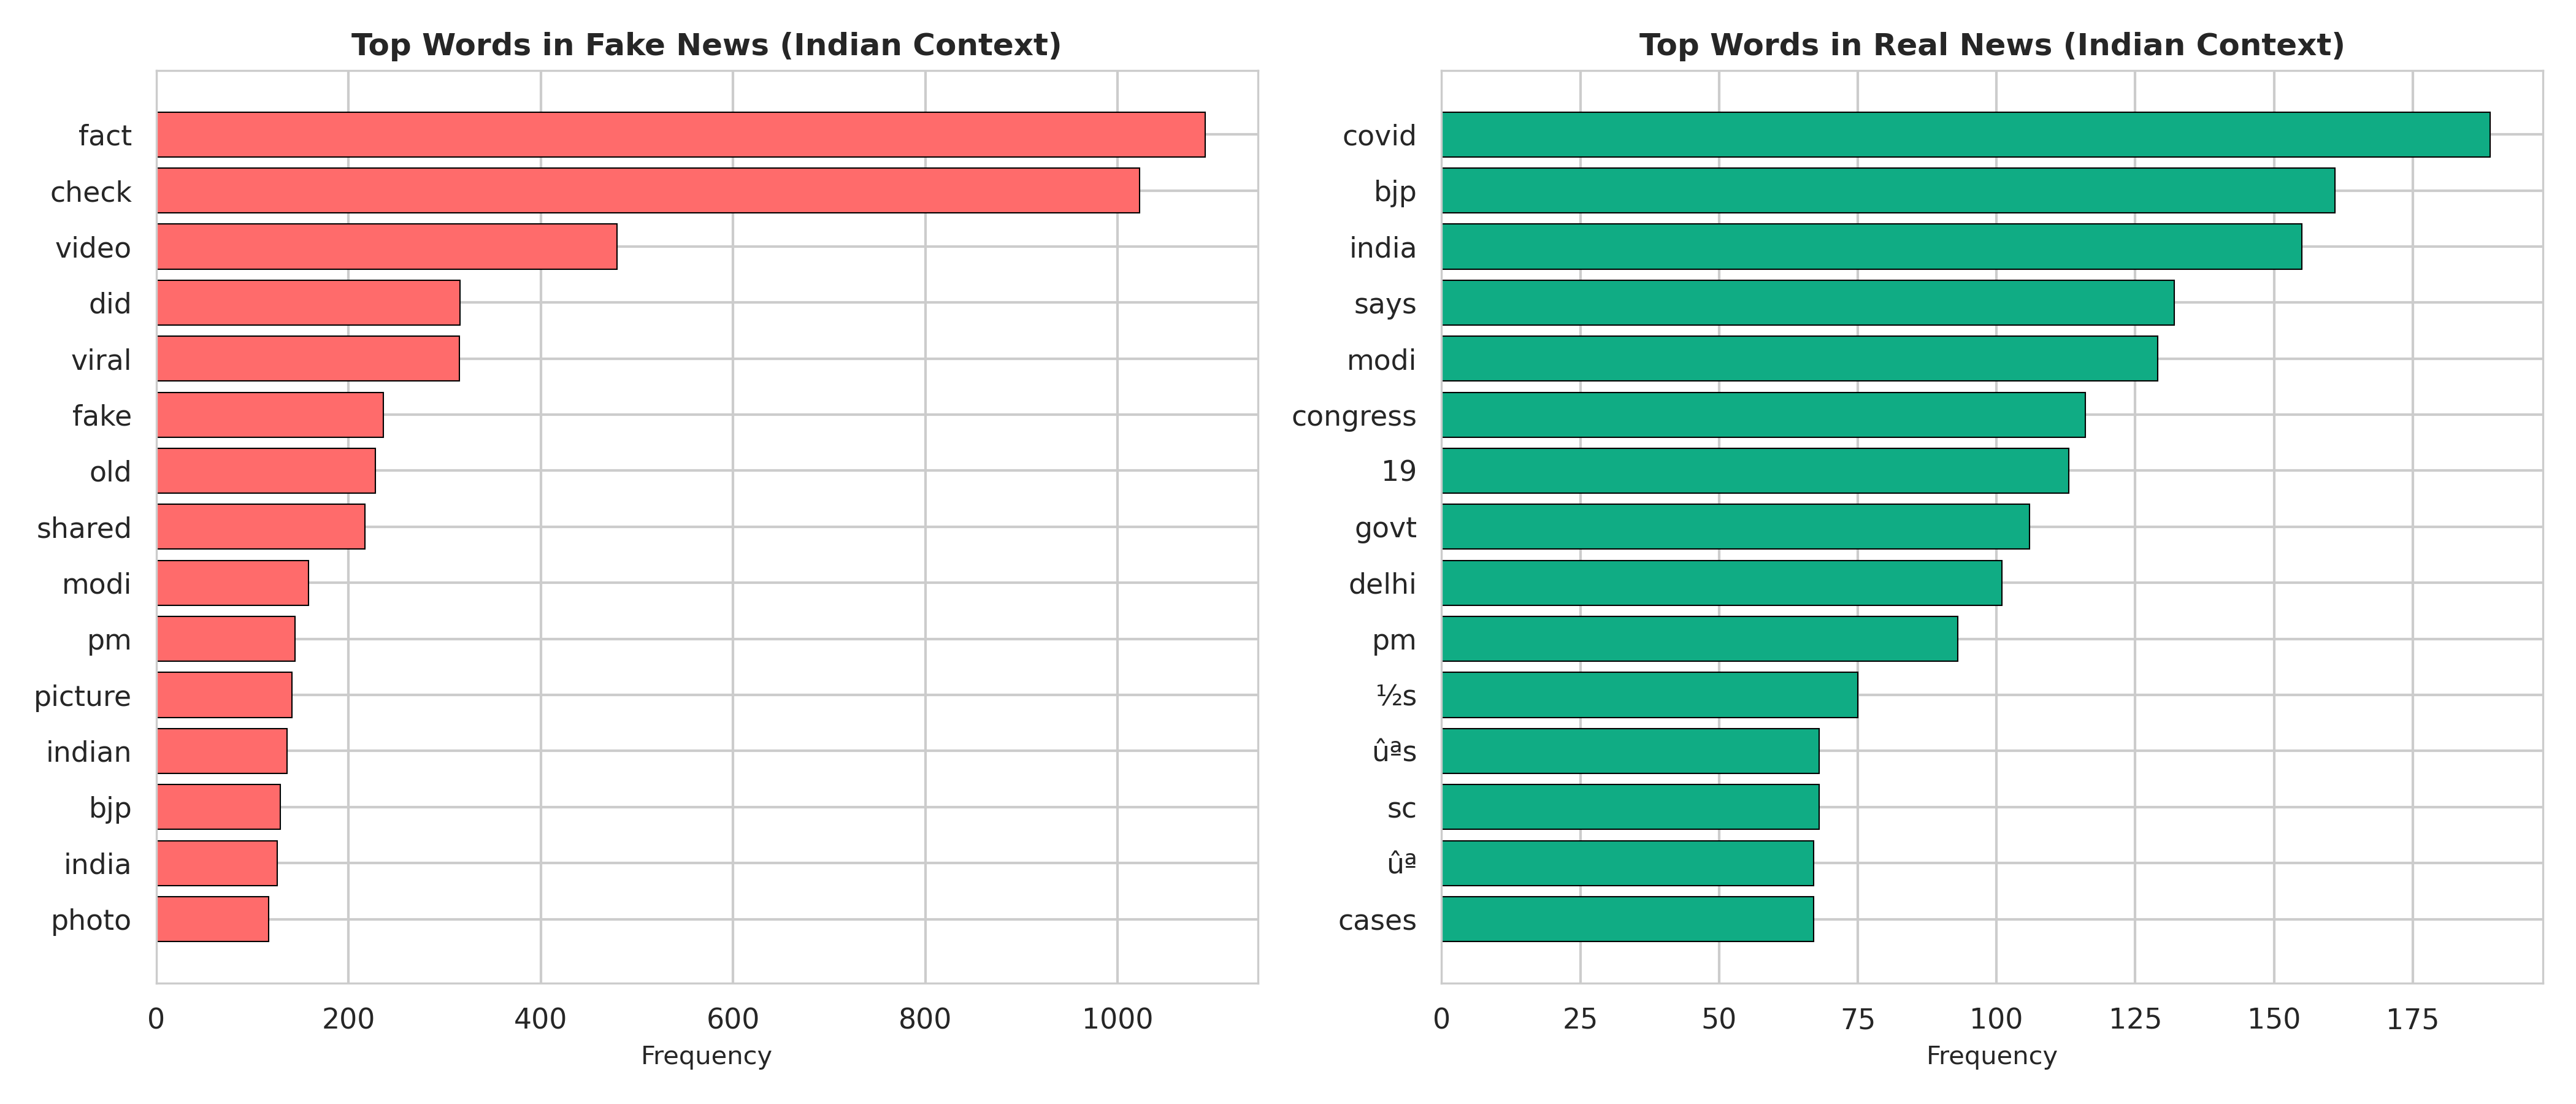 Top Words in Fake News (Indian Context)
fact
check
video
did
viral
fake
old
shared
modi
pm
picture
indian
bjp
india
photo
0 200 400 600 800 1000
Frequency
Top Words in Real News (Indian Context)
covid
bjp
india
says
modi
congress
19
govt
delhi
pm
½s
ûªs
sc
ûª
cases
0 25 50 75 100 125 150 175
Frequency